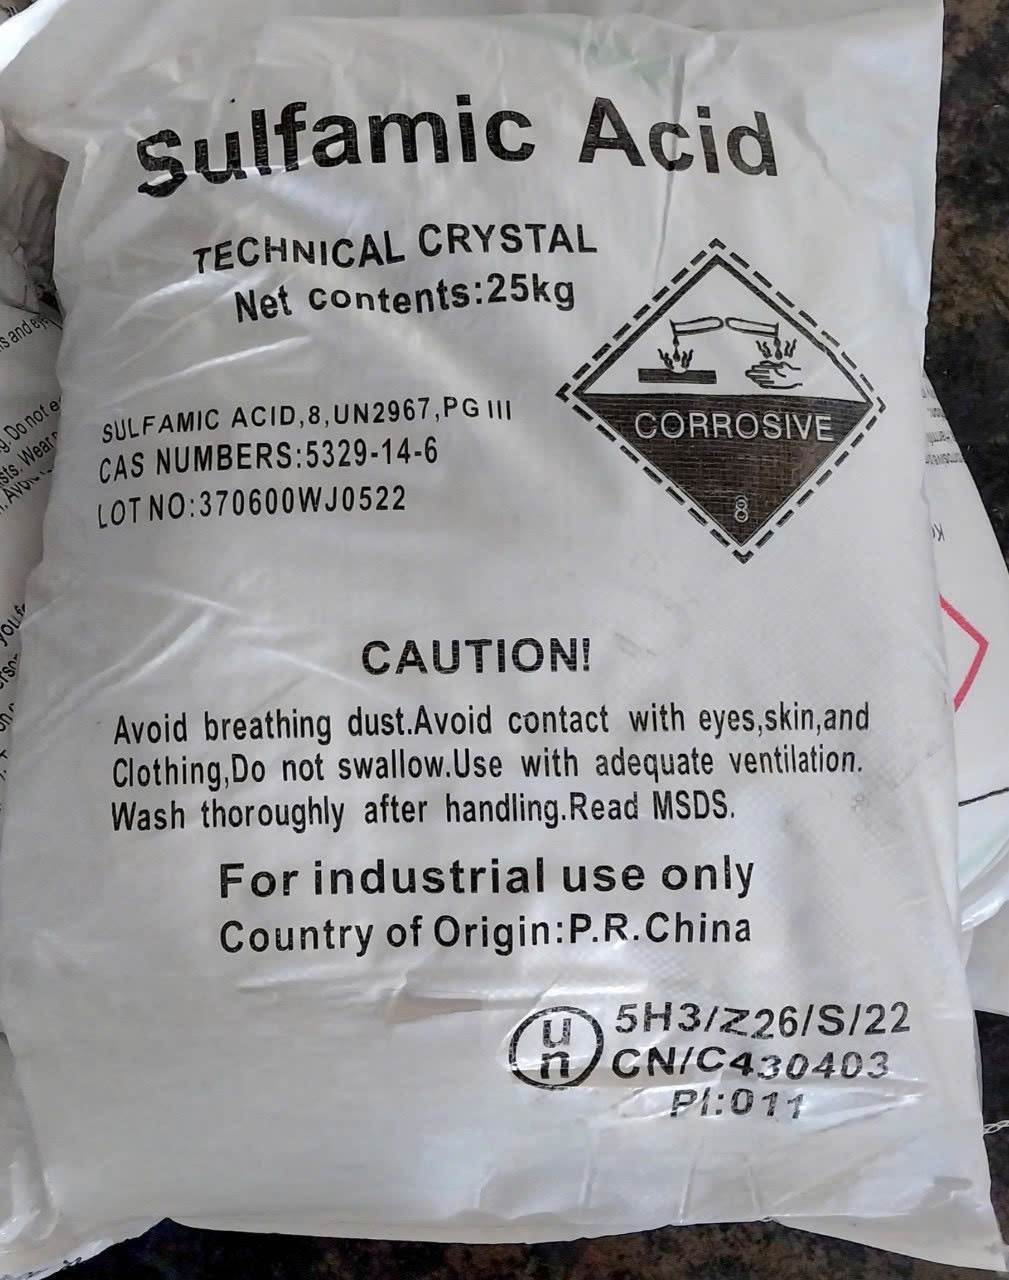 Sulfamic Acid
TECHNICAL CRYSTAL
Net contents:25kg
CORROSIVE
8
SULFAMIC ACID,8,UN2967,PG III
CAS NUMBERS:5329-14-6
LOT NO:370600WJ0522
CAUTION!
Avoid breathing dust.Avoid contact with eyes,skin,and
Clothing,Do not swallow.Use with adequate ventilation.
Wash thoroughly after handling.Read MSDS.
For industrial use only
Country of Origin:P.R.China
un
5H3/Z26/S/22
CN/C430403
PI:011